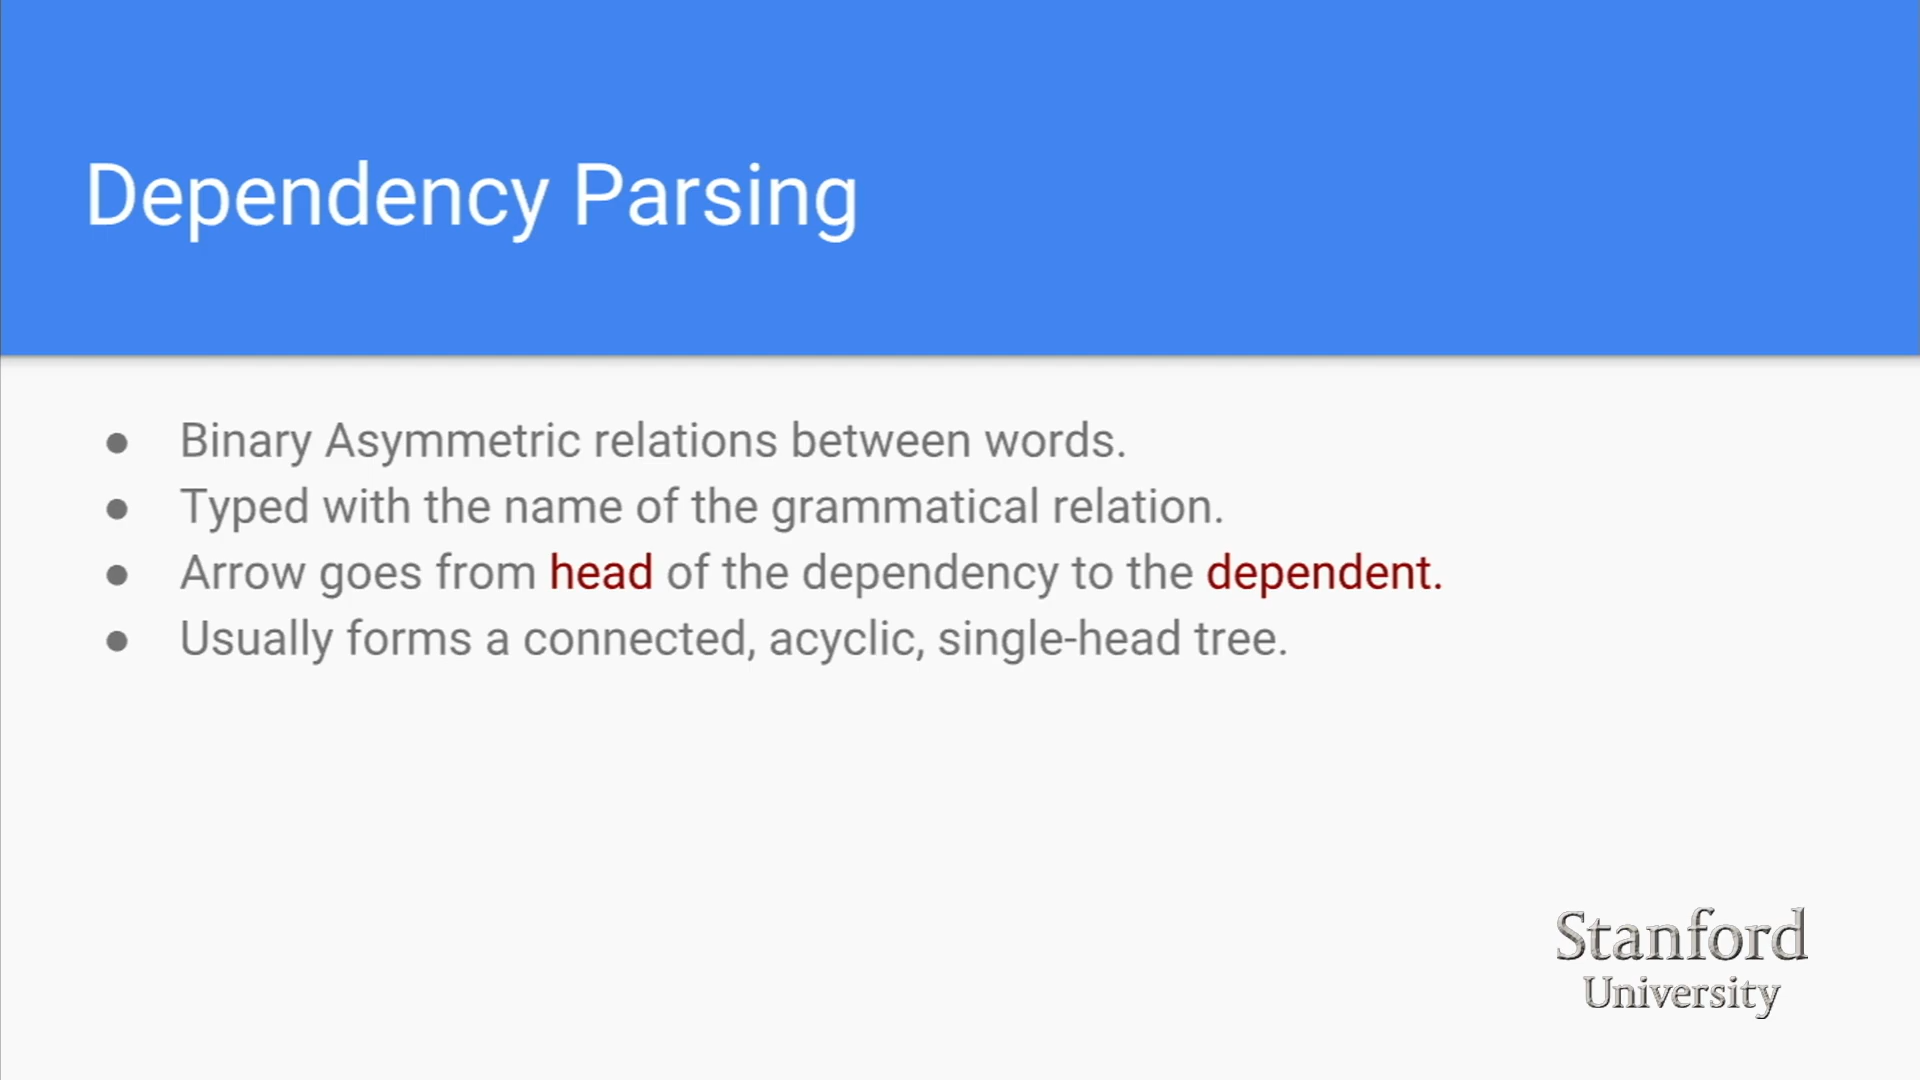 Dependency Parsing
● Binary Asymmetric relations between words.
● Typed with the name of the grammatical relation.
● Arrow goes from head of the dependency to the dependent.
● Usually forms a connected, acyclic, single-head tree.
Stanford
University